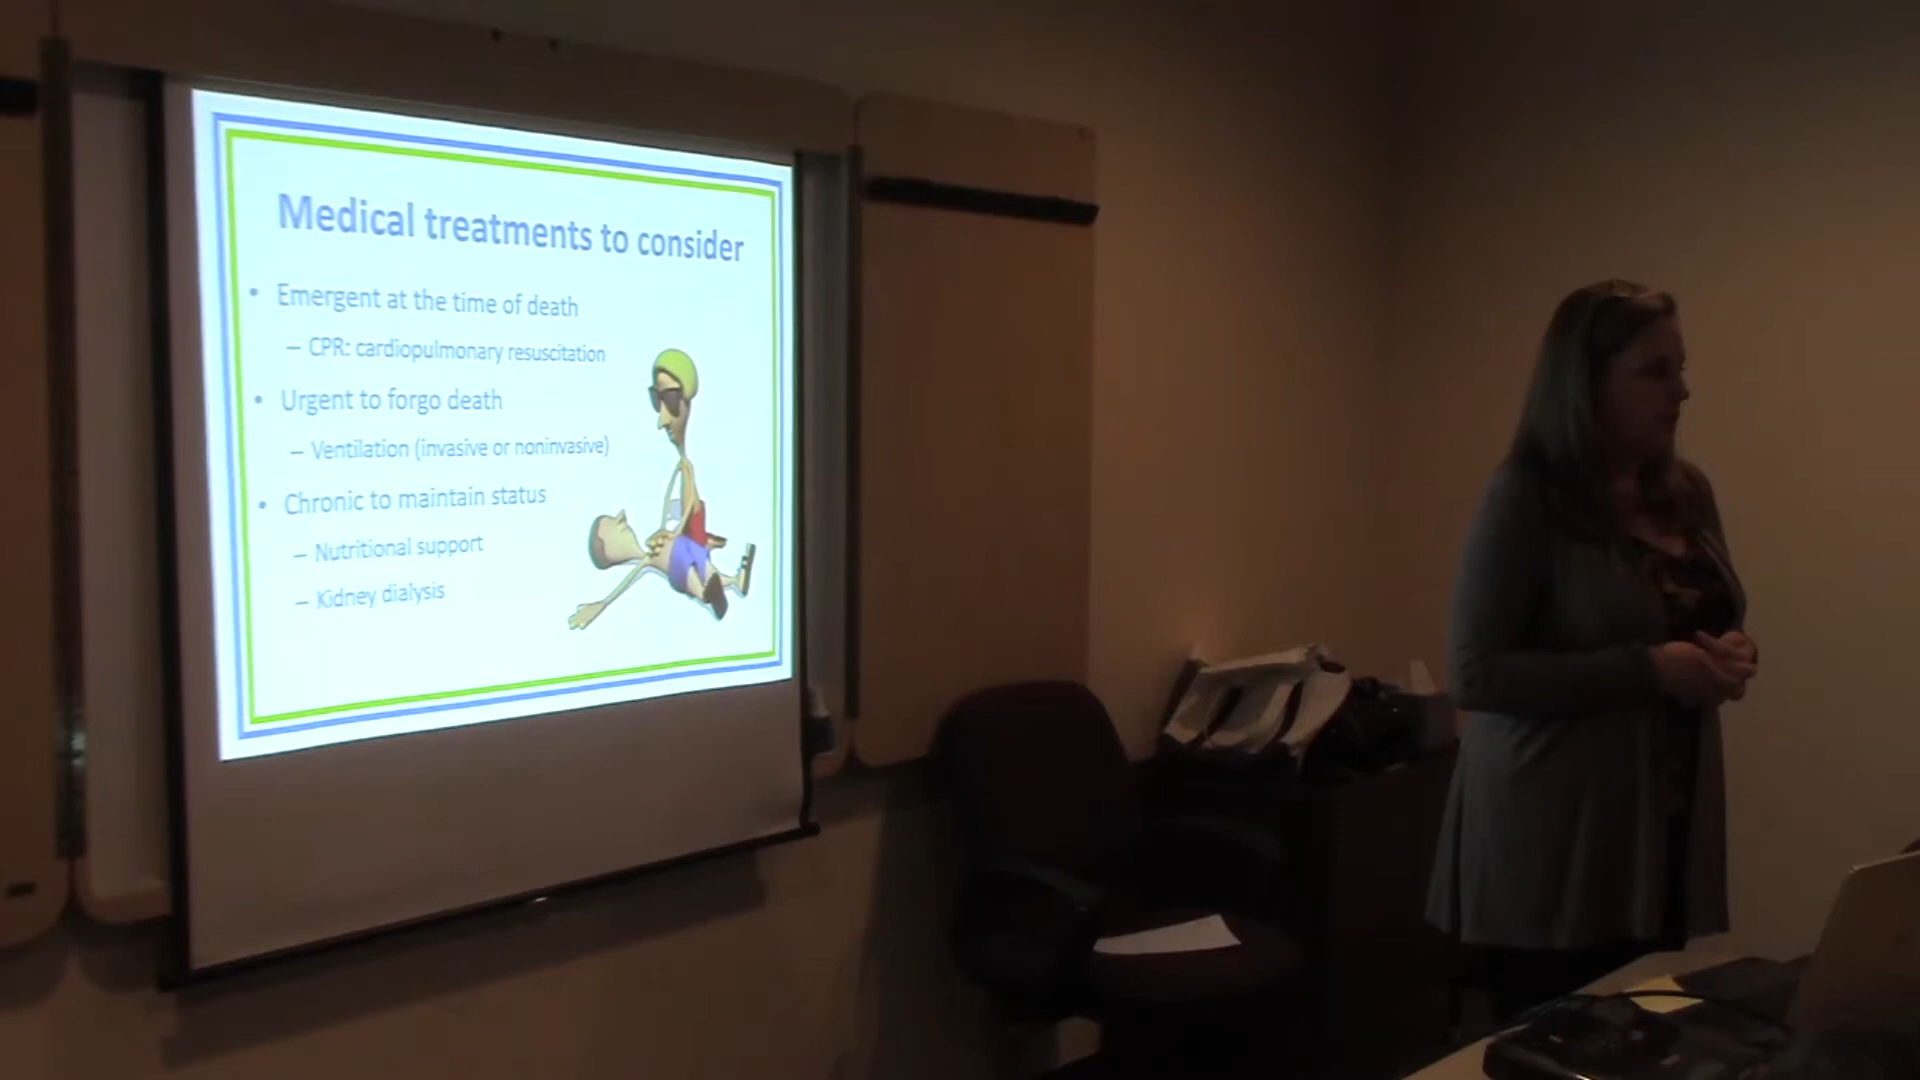 Medical treatments to consider
• Emergent at the time of death
– CPR: cardiopulmonary resuscitation
• Urgent to forgo death
– Ventilation (invasive or noninvasive)
• Chronic to maintain status
– Nutritional support
– Kidney dialysis